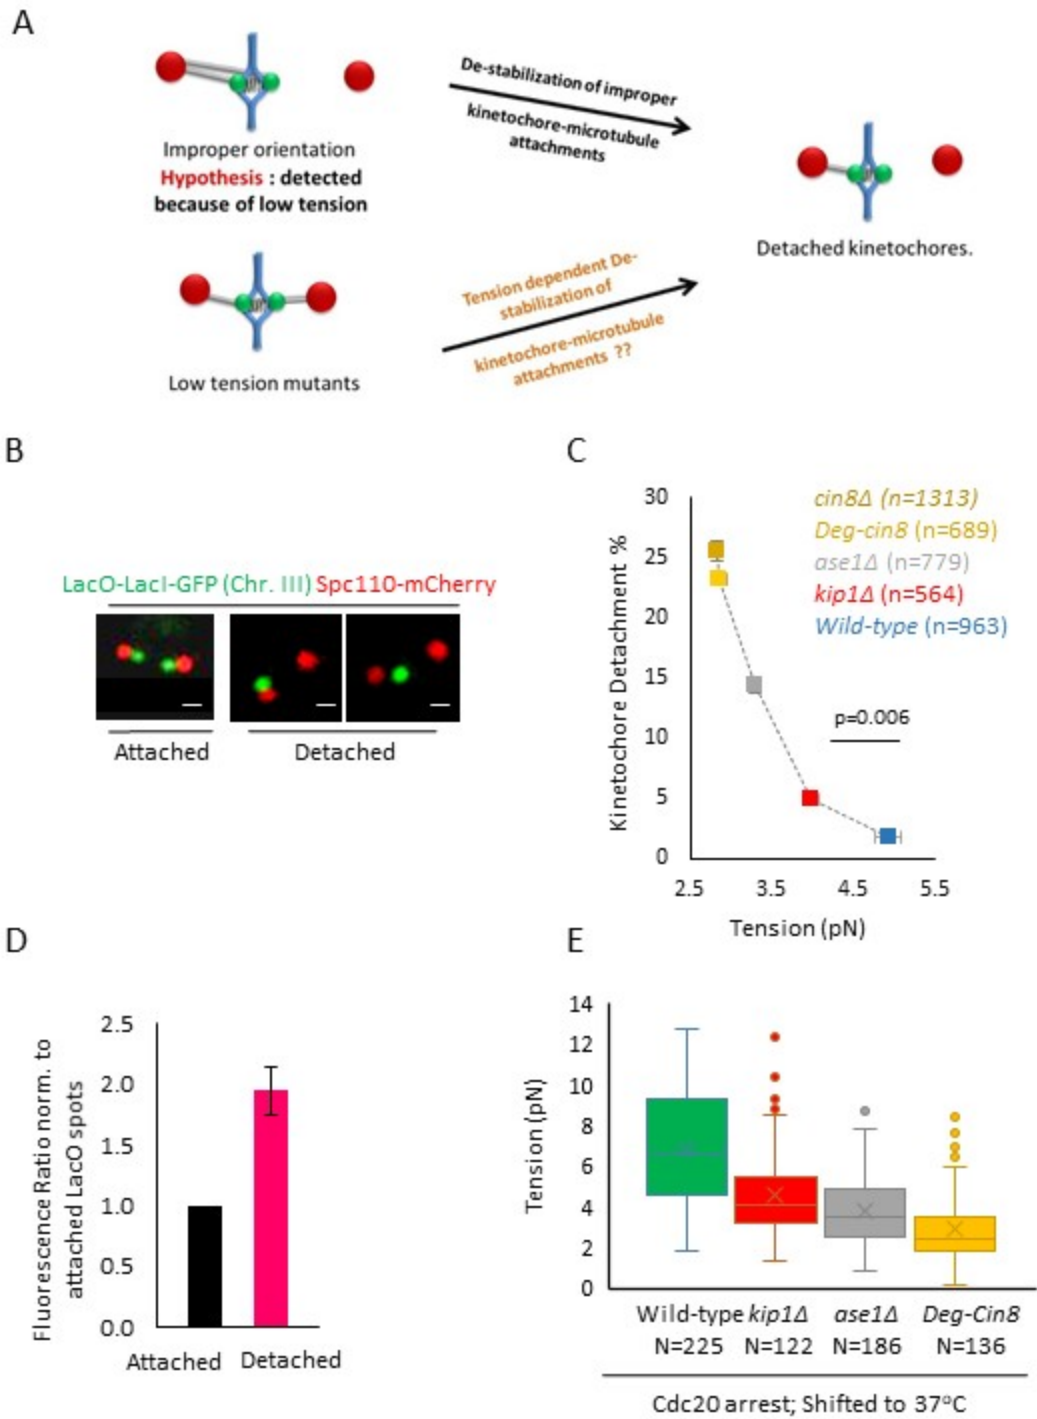 A
De-stabilization of improper
kinetochore-microtubule
attachments
Improper orientation
Hypothesis : detected
because of low tension
Detached kinetochores.
Tension dependent De-
stabilization of
kinetochore-microtubule
attachments ??
Low tension mutants
B
LacO-LacI-GFP (Chr. III) Spc110-mCherry
Attached
Detached
C
Kinetochore Detachment %
30
25
20
15
10
5
0
cin8Δ (n=1313)
Deg-cin8 (n=689)
ase1Δ (n=779)
kip1Δ (n=564)
Wild-type (n=963)
p=0.006
2.5 3.5 4.5 5.5
Tension (pN)
D
Fluorescence Ratio norm. to
attached LacO spots
2.5
2.0
1.5
1.0
0.5
0.0
Attached Detached
E
Tension (pN)
14
12
10
8
6
4
2
0
Wild-type kip1Δ ase1Δ Deg-Cin8
N=225 N=122 N=186 N=136
Cdc20 arrest; Shifted to 37°C